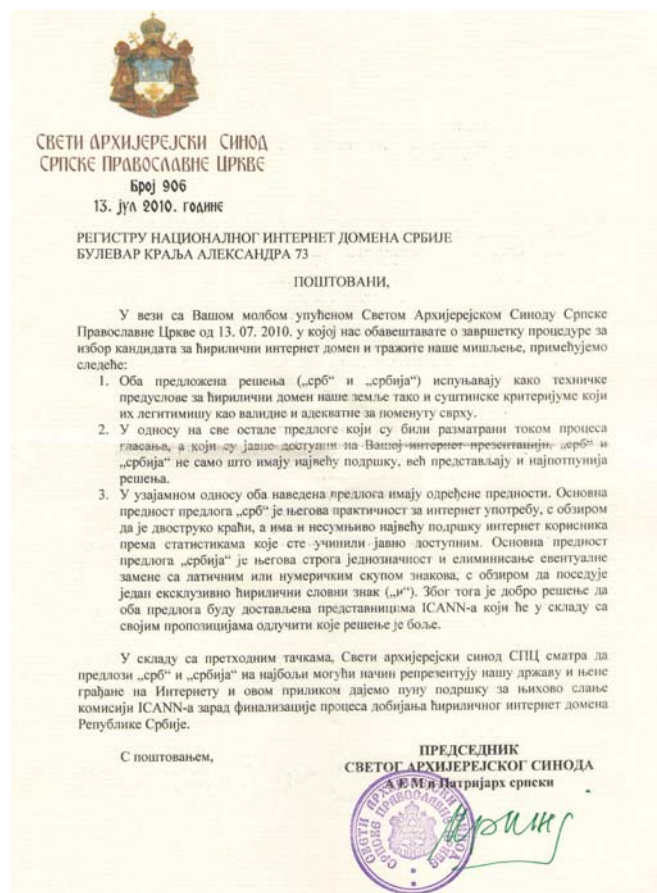 СВЕТИ АРХИЈЕРЕЈСКИ СИНОД
СРПСКЕ ПРАВОСЛАВНЕ ЦРКВЕ
Број 906
13. јул 2010. године
РЕГИСТРУ НАЦИОНАЛНОГ ИНТЕРНЕТ ДОМЕНА СРБИЈЕ
БУЛЕВАР КРАЉА АЛЕКСАНДРА 73
ПОШТОВАНИ,
У вези са Вашом молбом упућеном Светом Архијерејском Синоду Српске
Православне Цркве од 13. 07. 2010. у којој нас обавештавате о завршетку процедуре за
избор кандидата за ћирилични интернет домен и тражите наше мишљење, примећујемо
следеће:
1. Оба предложена решења („срб“ и „србија“) испуњавају како техничке
предуслове за ћирилични домен наше земље тако и суштинске критеријуме који
их легитимишу као валидне и адекватне за поменуту сврху.
2. У односу на све остале предлоге који су били разматрани током процеса
гласања, а који су јавно доступни на Вашој интернет презентацији, „срб“ и
„србија“ не само што имају највећу подршку, већ представљају и најпотпунија
решења.
3. У узајамном односу оба наведена предлога имају одређене предности. Основна
предност предлога „срб“ је његова практичност за интернет употребу, с обзиром
да је двоструко краћи, а има и несумњиво највећу подршку интернет корисника
према статистикама које сте учинили јавно доступним. Основна предност
предлога „србија“ је његова строга једнозначност и елиминисање евентуалне
замене са латичним или нумеричким скупом знакова, с обзиром да поседује
један ексклузивно ћирилични словни знак („и“). Због тога је добро решење да
оба предлога буду достављена представницима ICANN-а који ће у складу са
својим пропозицијама одлучити које решење је боље.
У складу са претходним тачкама, Свети архијерејски синод СПЦ сматра да
предлози „срб“ и „србија“ на најбољи могући начин репрезентују нашу државу и њене
грађане на Интернету и овом приликом дајемо пуну подршку за њихово слање
комисији ICANN-а зарад финализације процеса добијања ћириличног интернет домена
Републике Србије.
С поштовањем,
ПРЕДСЕДНИК
СВЕТОГ АРХИЈЕРЕЈСКОГ СИНОДА
А Е М и Патријарх српски
СВЕТИ АРХИЈЕРЕЈСКИ СИНОД
СРПСКЕ ПРАВОСЛАВНЕ ЦРКВЕ